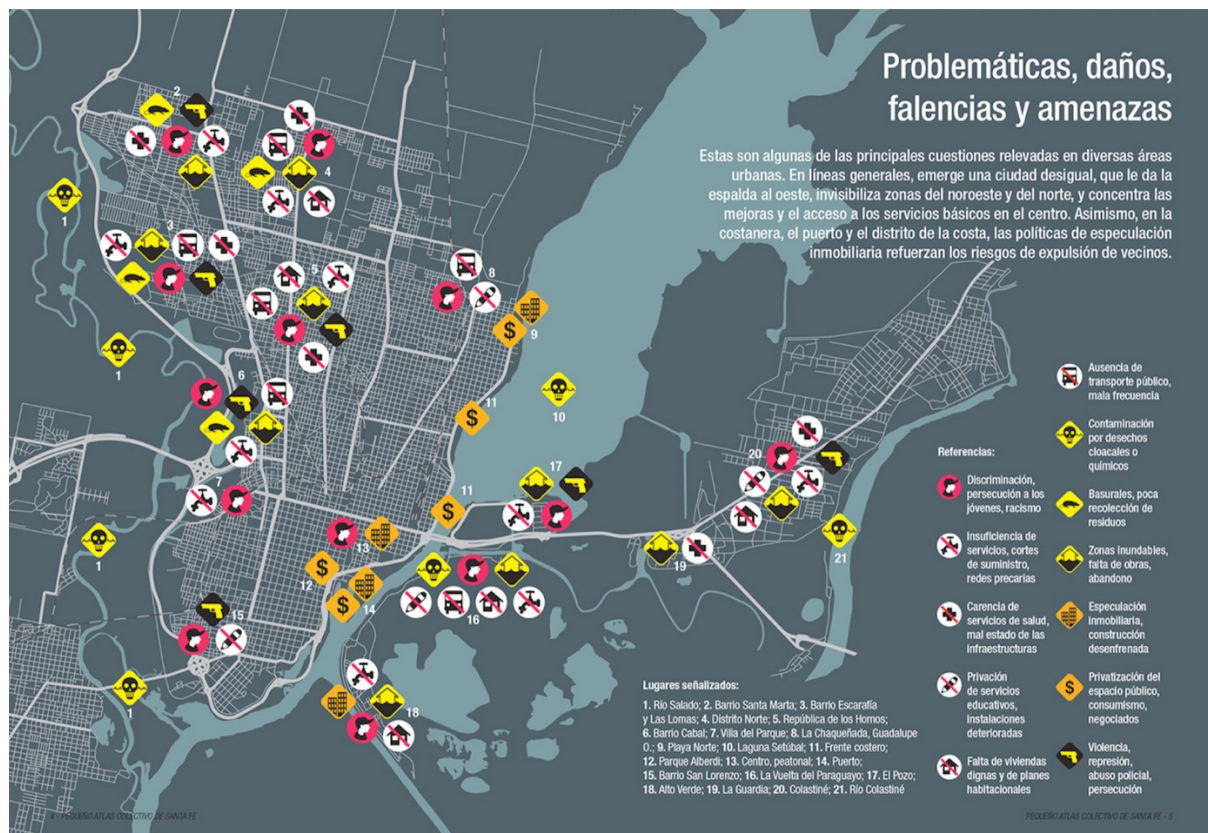 Problemáticas, daños,
falencias y amenazas
Estas son algunas de las principales cuestiones relevadas en diversas áreas
urbanas. En líneas generales, emerge una ciudad desigual, que le da la
espalda al oeste, invisibiliza zonas del noroeste y del norte, y concentra las
mejoras y el acceso a los servicios básicos en el centro. Asimismo, en la
costanera, el puerto y el distrito de la costa, las políticas de especulación
inmobiliaria refuerzan los riesgos de expulsión de vecinos.
2
4
1
3
5
8
9
1
6
11
10
20
17
7
11
13
1
19
21
12
14
16
15
1
18
Referencias:
Discriminación,
persecución a los
jóvenes, racismo
Insuficiencia de
servicios, cortes
de suministro,
redes precarias
Carencia de
servicios de salud,
mal estado de las
infraestructuras
Privación
de servicios
educativos,
instalaciones
deterioradas
Falta de viviendas
dignas y de planes
habitacionales
Ausencia de
transporte público,
mala frecuencia
Contaminación
por desechos
cloacales o
químicos
Basurales, poca
recolección de
residuos
Zonas inundables,
falta de obras,
abandono
Especulación
inmobiliaria,
construcción
desenfrenada
Privatización del
espacio público,
consumismo,
negociados
Violencia,
represión,
abuso policial,
persecución
Lugares señalizados:
1. Río Salado; 2. Barrio Santa Marta; 3. Barrio Escarafía
y Las Lomas; 4. Distrito Norte; 5. República de los Hornos;
6. Barrio Cabal; 7. Villa del Parque; 8. La Chaqueñada, Guadalupe
O.; 9. Playa Norte; 10. Laguna Setúbal; 11. Frente costero;
12. Parque Alberdi; 13. Centro, peatonal; 14. Puerto;
15. Barrio San Lorenzo; 16. La Vuelta del Paraguayo; 17. El Pozo;
18. Alto Verde; 19. La Guardia; 20. Colastiné; 21. Río Colastiné
4 - PEQUEÑO ATLAS COLECTIVO DE SANTA FE
PEQUEÑO ATLAS COLECTIVO DE SANTA FE - 5